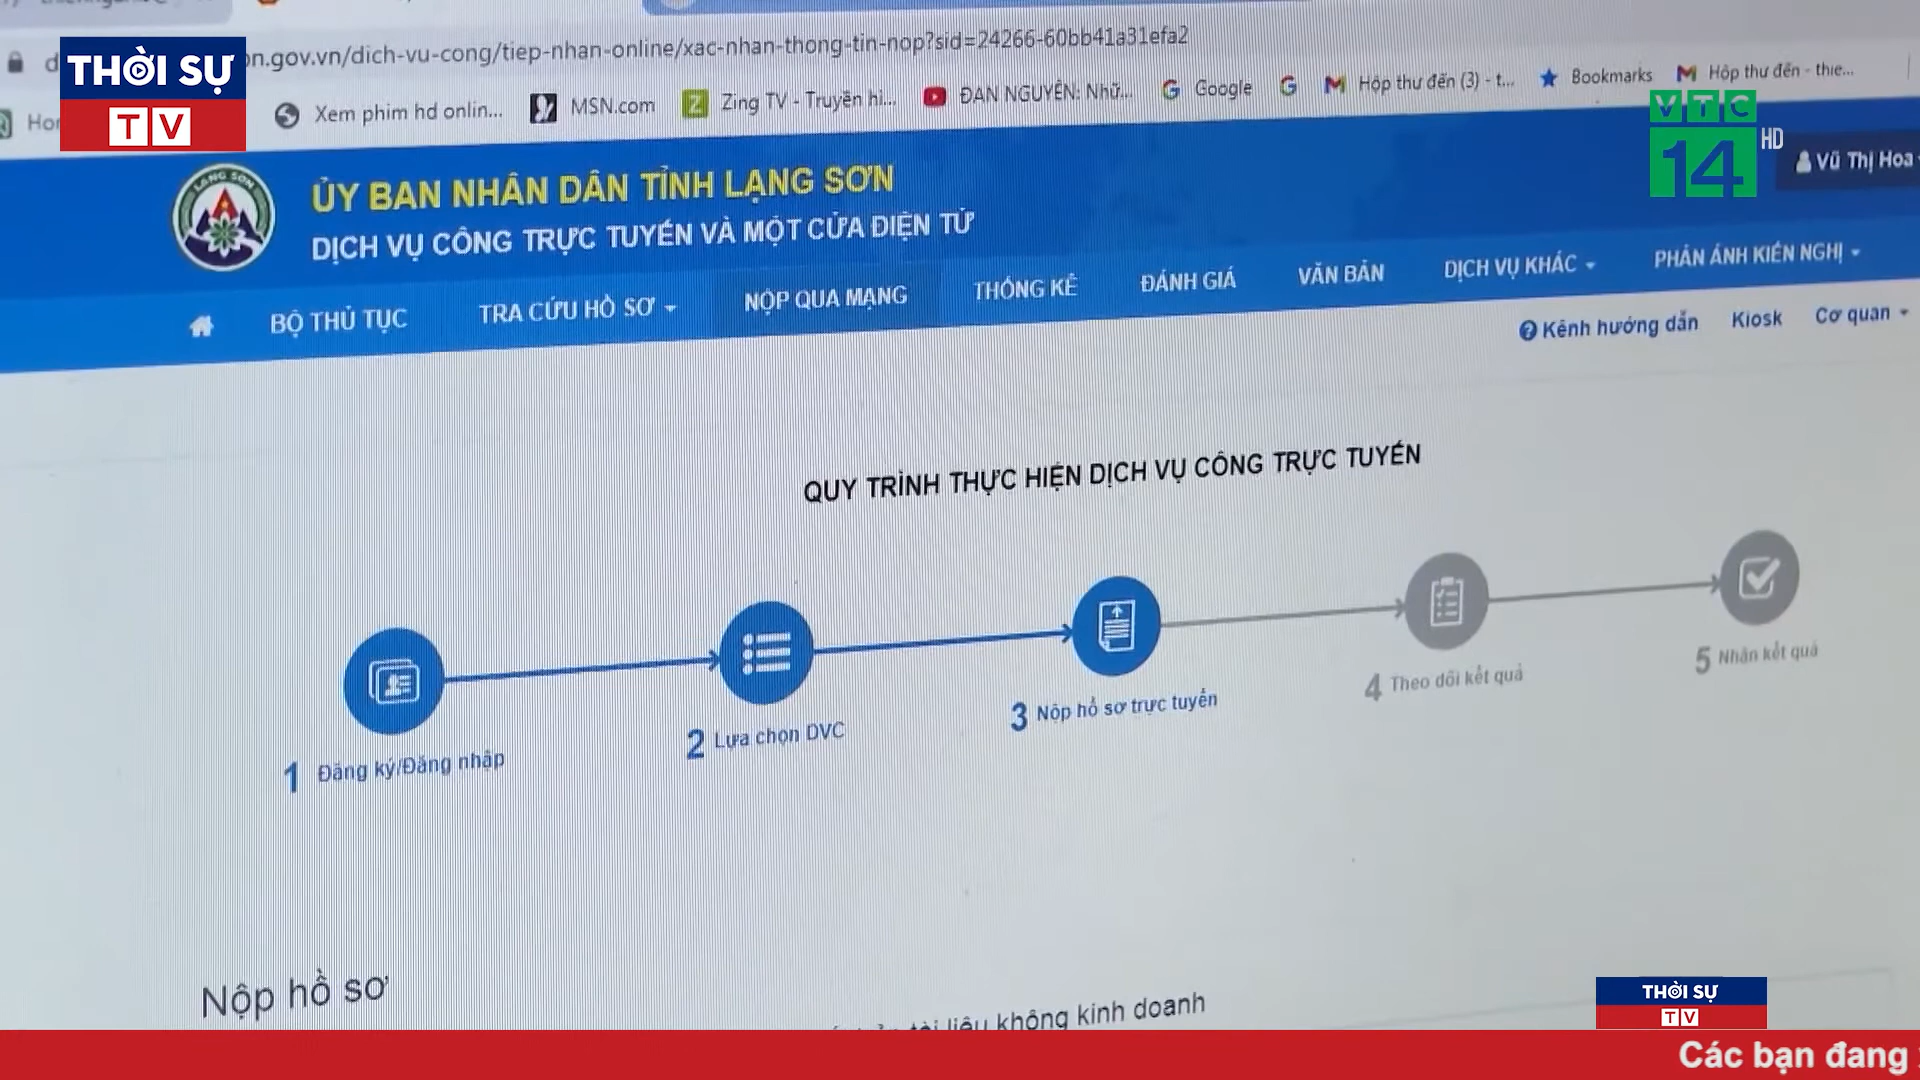 n.gov.vn/dich-vu-cong/tiep-nhan-online/xac-nhan-thong-tin-nop?sid=24266-60bb41a31efa2
THỜI SỰ
TV
Xem phim hd onlin...
MSN.com
Zing TV - Truyền hì...
ĐAN NGUYÊN: Nhữ...
Google
Hộp thư đến (3) - t...
Bookmarks
Hộp thư đến - thie...
VTC
14 HD
Vũ Thị Hoa
LANG SON
ỦY BAN NHÂN DÂN TỈNH LẠNG SƠN
DỊCH VỤ CÔNG TRỰC TUYẾN VÀ MỘT CỬA ĐIỆN TỬ
BỘ THỦ TỤC
TRA CỨU HỒ SƠ
NỘP QUA MẠNG
THỐNG KÊ
ĐÁNH GIÁ
VĂN BẢN
DỊCH VỤ KHÁC
PHẢN ÁNH KIẾN NGHỊ
Kênh hướng dẫn
Kiosk
Cơ quan
QUY TRÌNH THỰC HIỆN DỊCH VỤ CÔNG TRỰC TUYẾN
1 Đăng ký/Đăng nhập
2 Lựa chọn DVC
3 Nộp hồ sơ trực tuyến
4 Theo dõi kết quả
5 Nhận kết quả
Nộp hồ sơ
tài liệu không kinh doanh
THỜI SỰ
TV
Các bạn đang